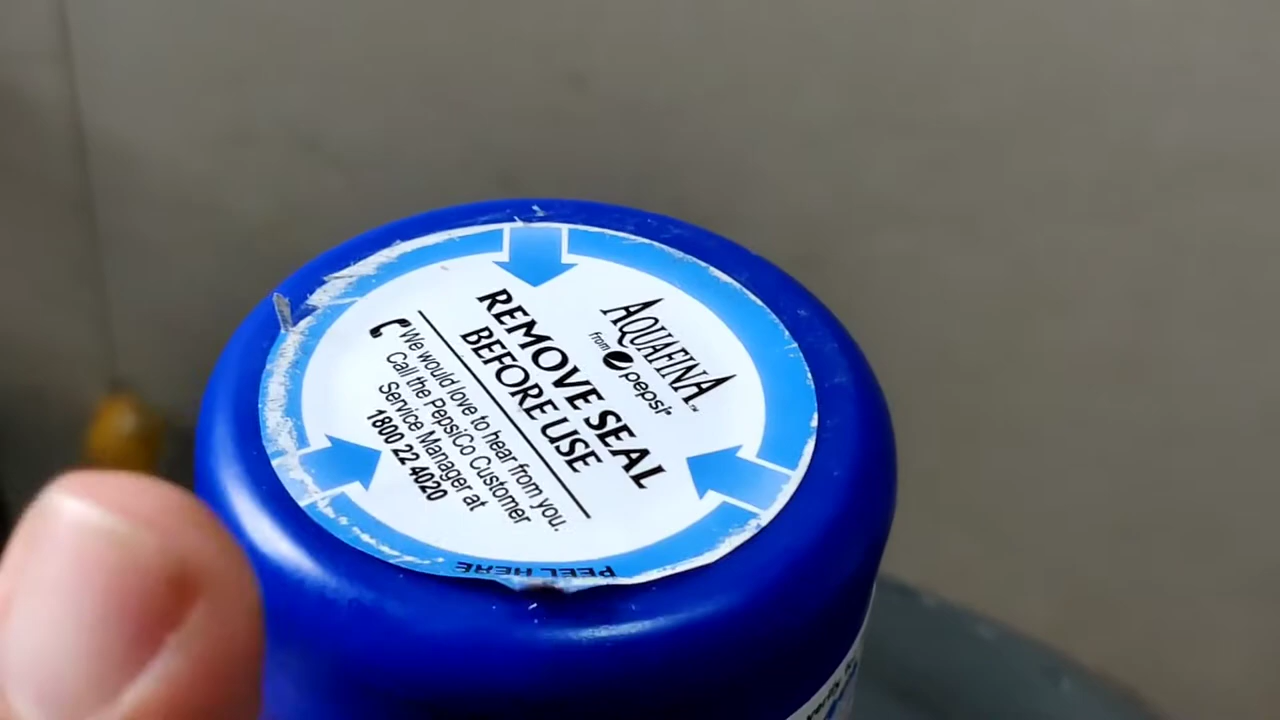 AQUAFINA™
from pepsi
REMOVE SEAL
BEFORE USE
We would love to hear from you.
Call the PepsiCo Customer
Service Manager at
1800 22 4020
PEEL HERE